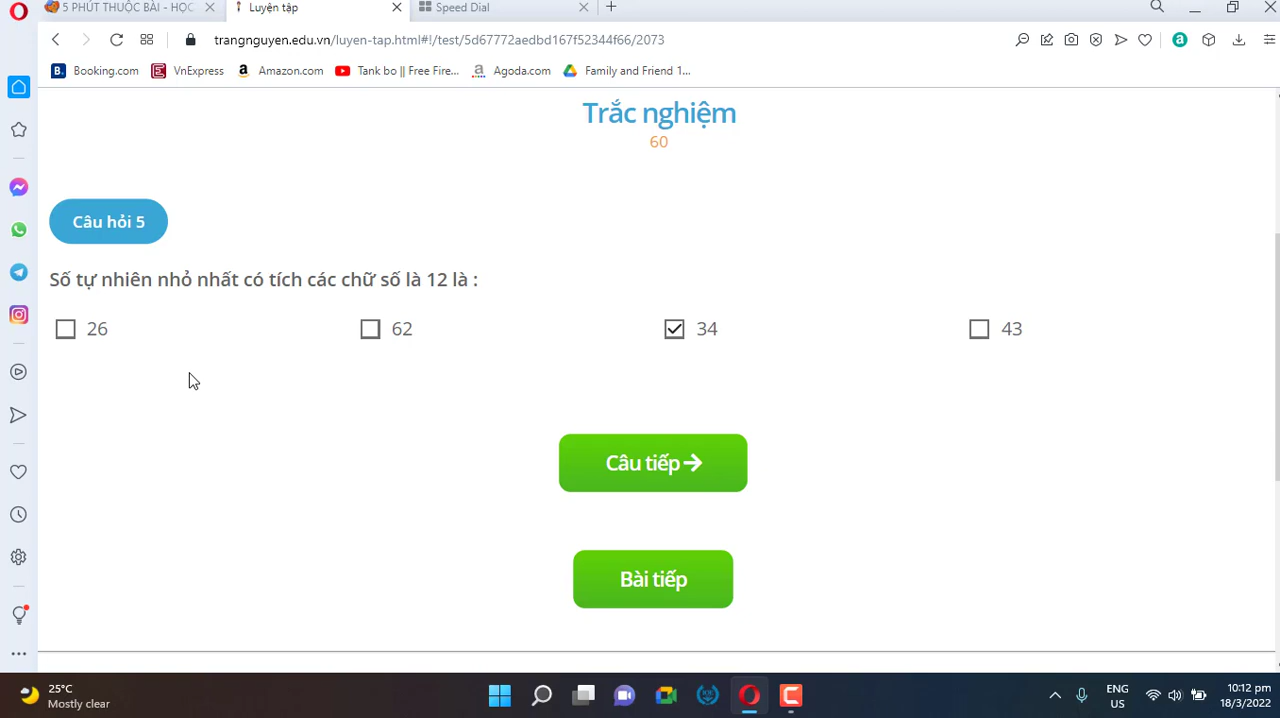 5 PHÚT THUỘC BÀI - HỌC
Luyện tập
Speed Dial
trangnguyen.edu.vn/luyen-tap.html#!/test/5d67772aedbd167f52344f66/2073
Booking.com
VnExpress
Amazon.com
Tank bo || Free Fire...
Agoda.com
Family and Friend 1...
Trắc nghiệm
60
Câu hỏi 5
Số tự nhiên nhỏ nhất có tích các chữ số là 12 là :
26
62
34
43
Câu tiếp
Bài tiếp
25°C
Mostly clear
ENG
US
10:12 pm
18/3/2022